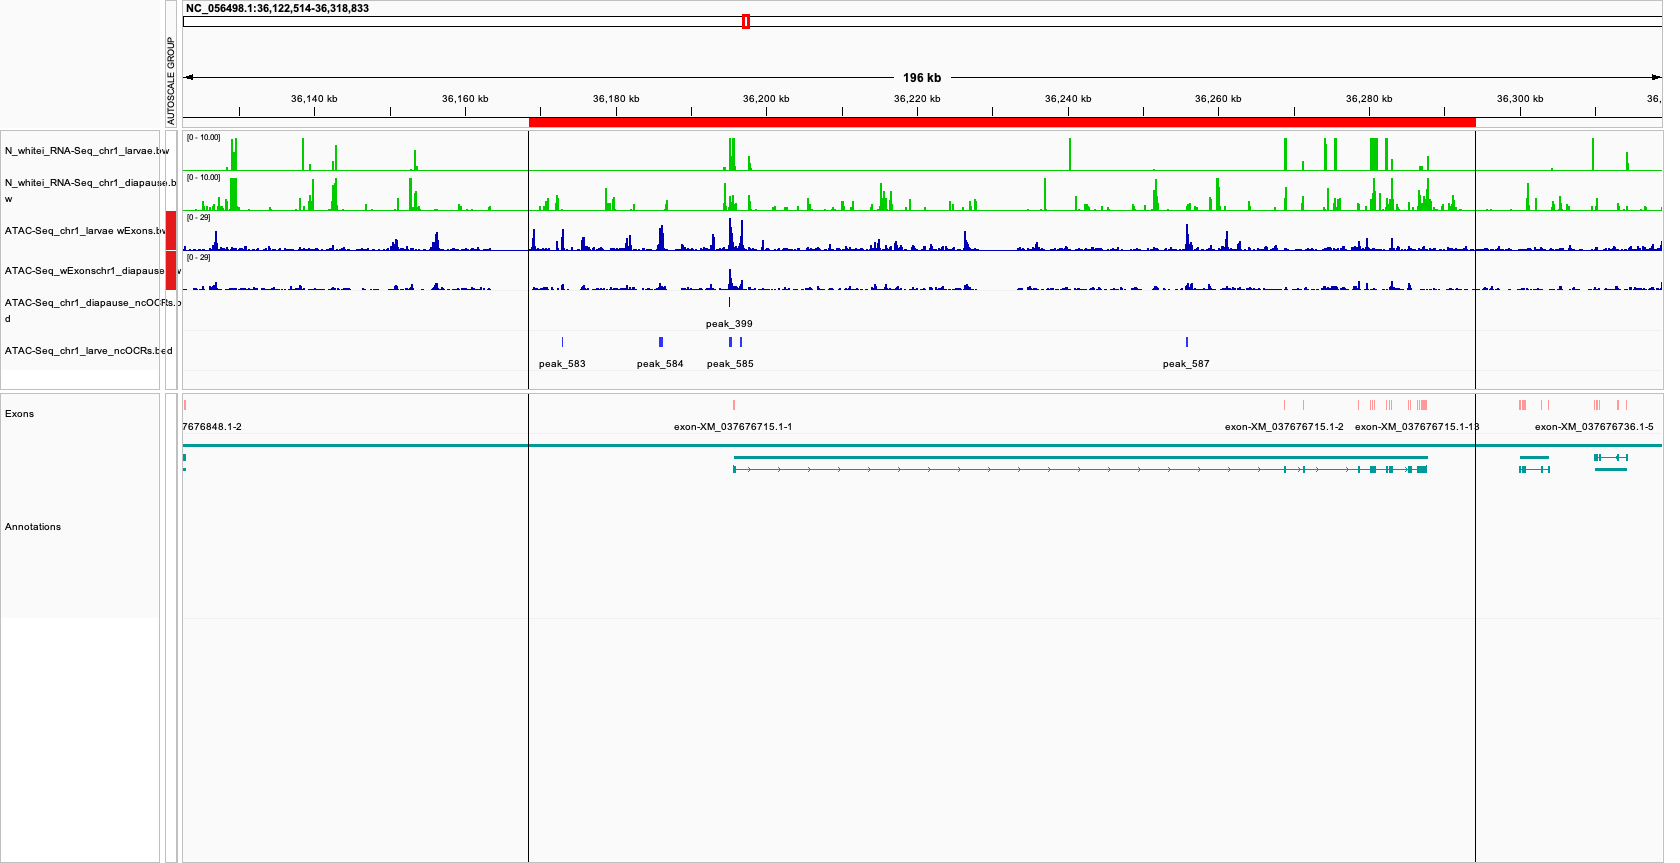 NC_056498.1:36,122,514-36,318,833
AUTOSCALE GROUP
196 kb
36,140 kb 36,160 kb 36,180 kb 36,200 kb 36,220 kb 36,240 kb 36,260 kb 36,280 kb 36,300 kb 36,
N_whitei_RNA-Seq_chr1_larvae.bw
[0 - 10.00]
N_whitei_RNA-Seq_chr1_diapause.b
w
[0 - 10.00]
ATAC-Seq_chr1_larvae wExons.bw
[0 - 29]
ATAC-Seq_wExonschr1_diapause
w
[0 - 29]
ATAC-Seq_chr1_diapause_ncOCRs.b
d
peak_399
ATAC-Seq_chr1_larve_ncOCRs.bed
peak_583 peak_584 peak_585 peak_587
Exons
7676848.1-2 exon-XM_037676715.1-1 exon-XM_037676715.1-2 exon-XM_037676715.1-13 exon-XM_037676736.1-5
Annotations